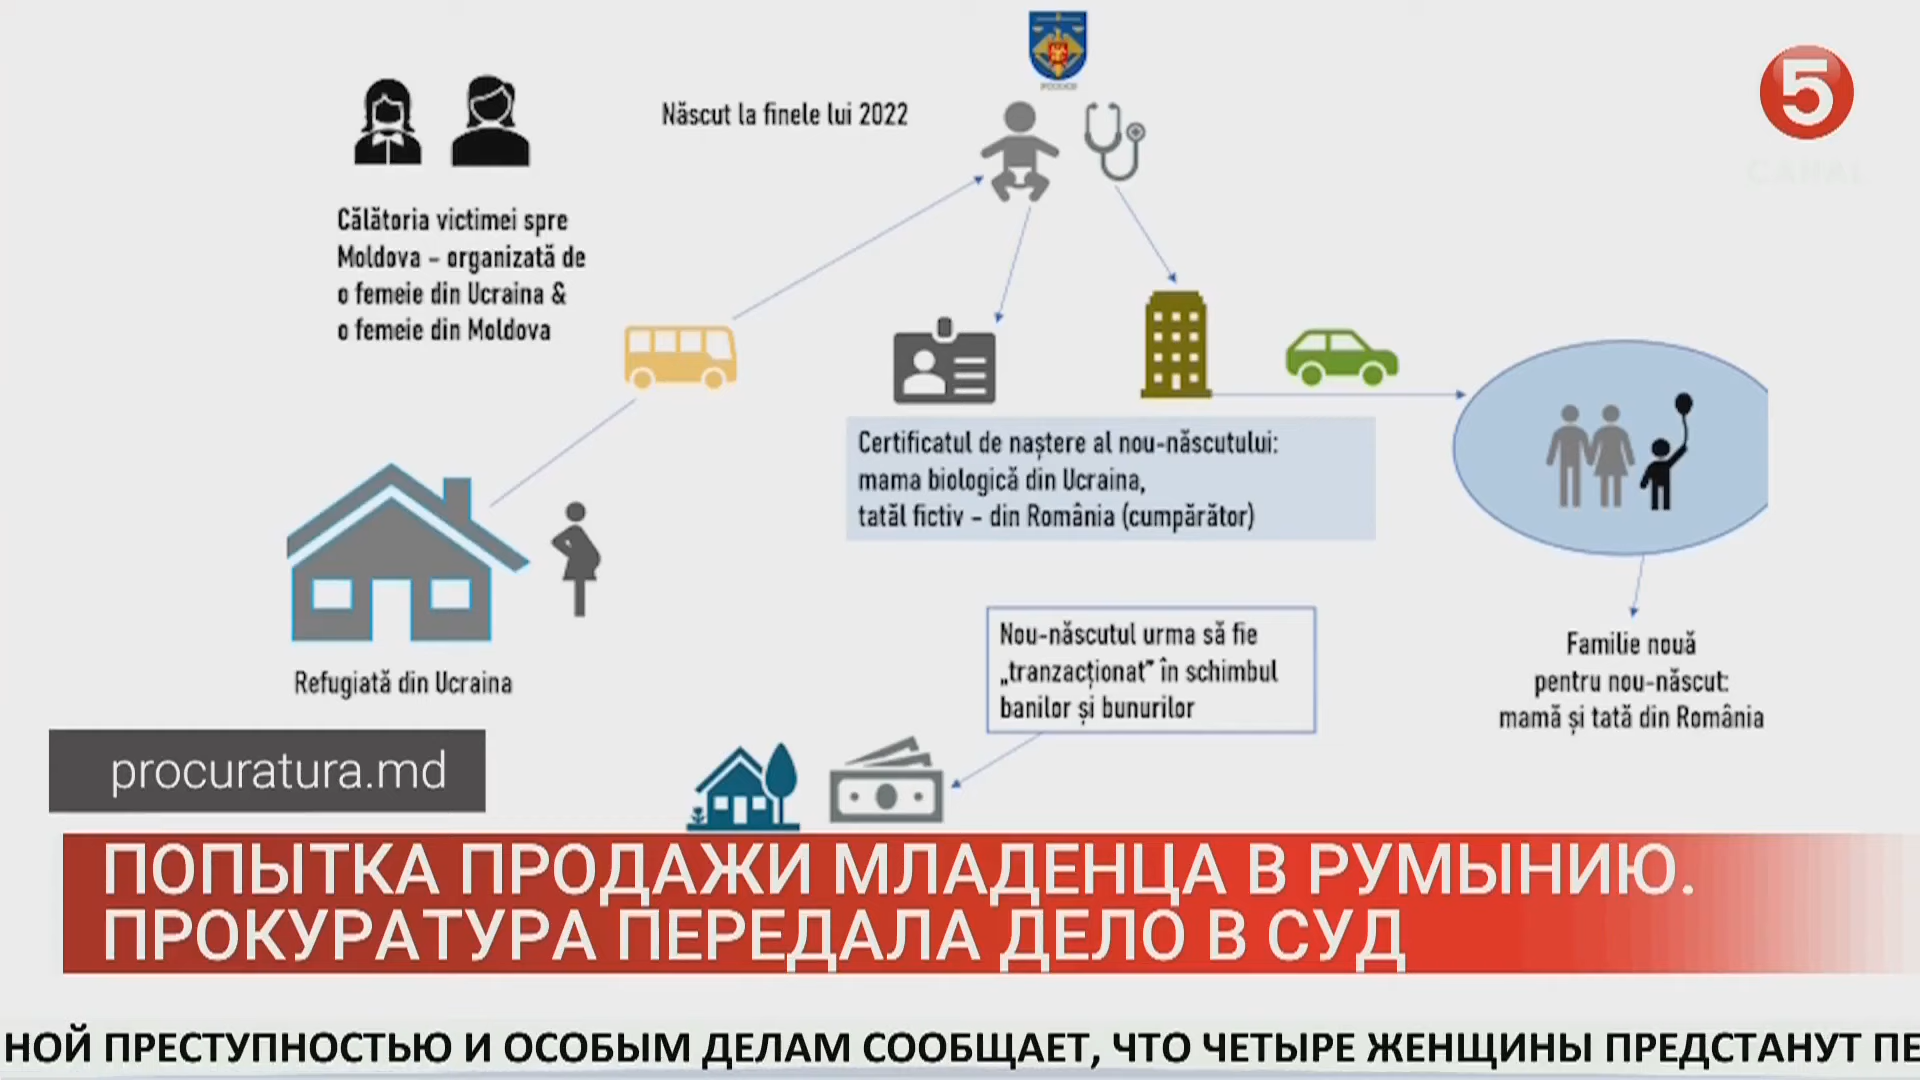 5
CANAL
Născut la finele lui 2022
Călătoria victimei spre
Moldova – organizată de
o femeie din Ucraina &
o femeie din Moldova
Certificatul de naștere al nou-născutului:
mama biologică din Ucraina,
tatăl fictiv – din România (cumpărător)
Refugiată din Ucraina
Nou-născutul urma să fie
„tranzacționat” în schimbul
banilor și bunurilor
Familie nouă
pentru nou-născut:
mamă și tată din România
procuratura.md
ПОПЫТКА ПРОДАЖИ МЛАДЕНЦА В РУМЫНИЮ.
ПРОКУРАТУРА ПЕРЕДАЛА ДЕЛО В СУД
НОЙ ПРЕСТУПНОСТЬЮ И ОСОБЫМ ДЕЛАМ СООБЩАЕТ, ЧТО ЧЕТЫРЕ ЖЕНЩИНЫ ПРЕДСТАНУТ ПЕ